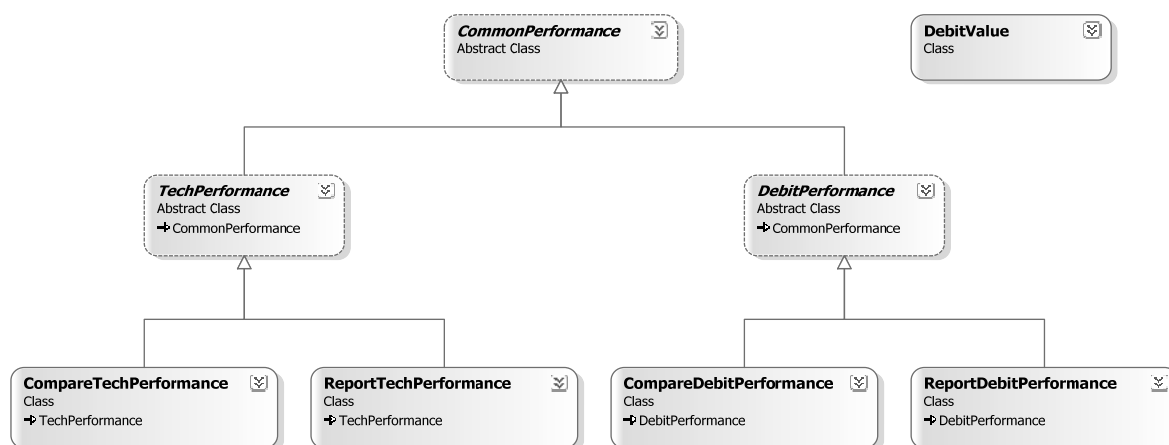 CommonPerformance
Abstract Class
DebitValue
Class
TechPerformance
Abstract Class
CommonPerformance
DebitPerformance
Abstract Class
CommonPerformance
CompareTechPerformance
Class
TechPerformance
ReportTechPerformance
Class
TechPerformance
CompareDebitPerformance
Class
DebitPerformance
ReportDebitPerformance
Class
DebitPerformance